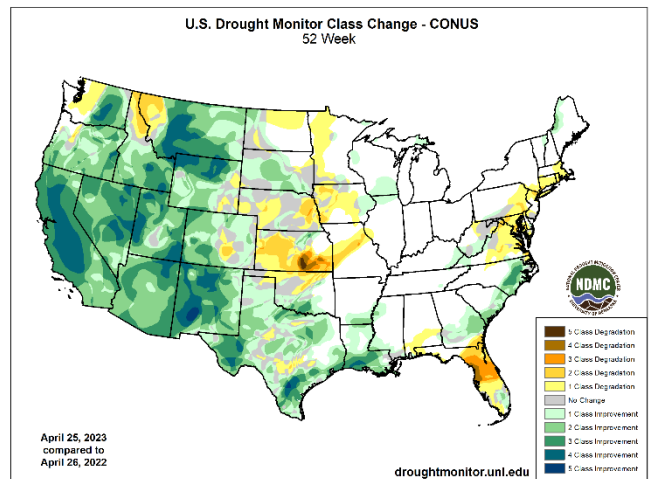 U.S. Drought Monitor Class Change - CONUS
52 Week
NDMC
5 Class Degradation
4 Class Degradation
3 Class Degradation
2 Class Degradation
1 Class Degradation
No Change
1 Class Improvement
2 Class Improvement
3 Class Improvement
4 Class Improvement
5 Class Improvement
April 25, 2023
compared to
April 26, 2022
droughtmonitor.unl.edu